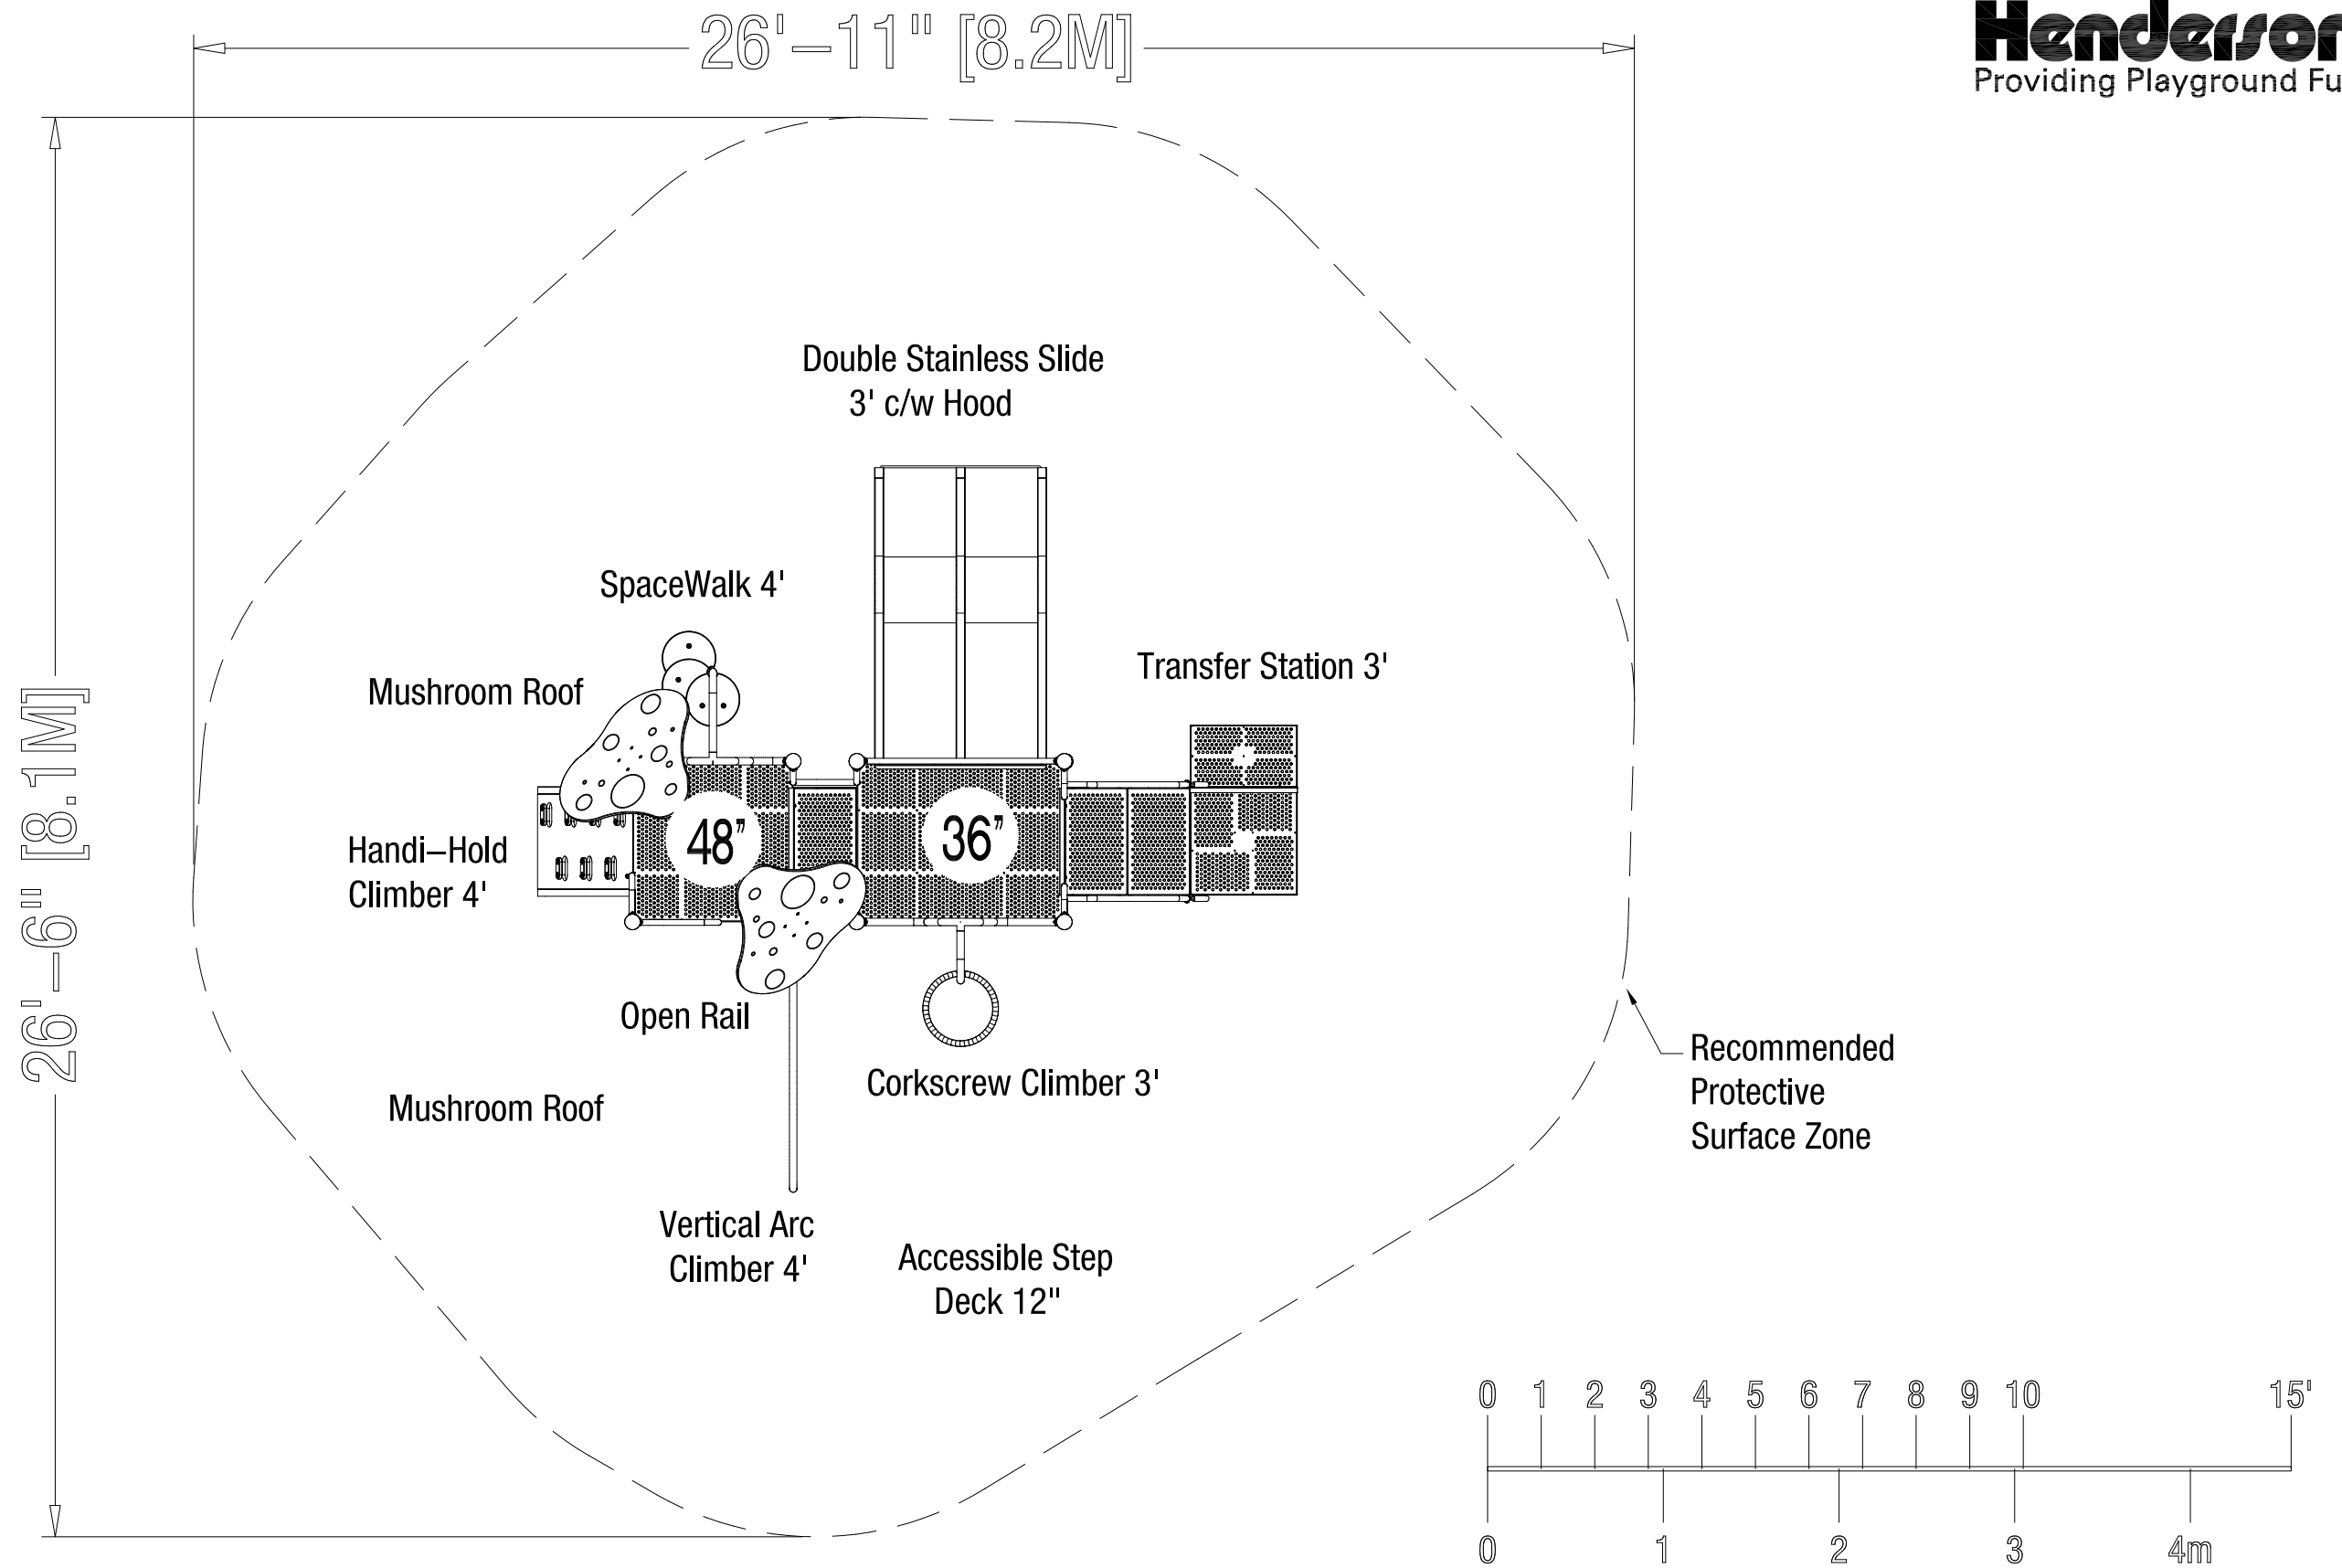 26'–11" [8.2M]
Henderson
Providing Playground Fu
Double Stainless Slide
3' c/w Hood
SpaceWalk 4'
Transfer Station 3'
Mushroom Roof
26'–6" [8.1M]
48"
36"
Handi–Hold
Climber 4'
Open Rail
Corkscrew Climber 3'
Mushroom Roof
Recommended
Protective
Surface Zone
Vertical Arc
Climber 4'
Accessible Step
Deck 12"
0 1 2 3 4 5 6 7 8 9 10 15'
0 1 2 3 4m